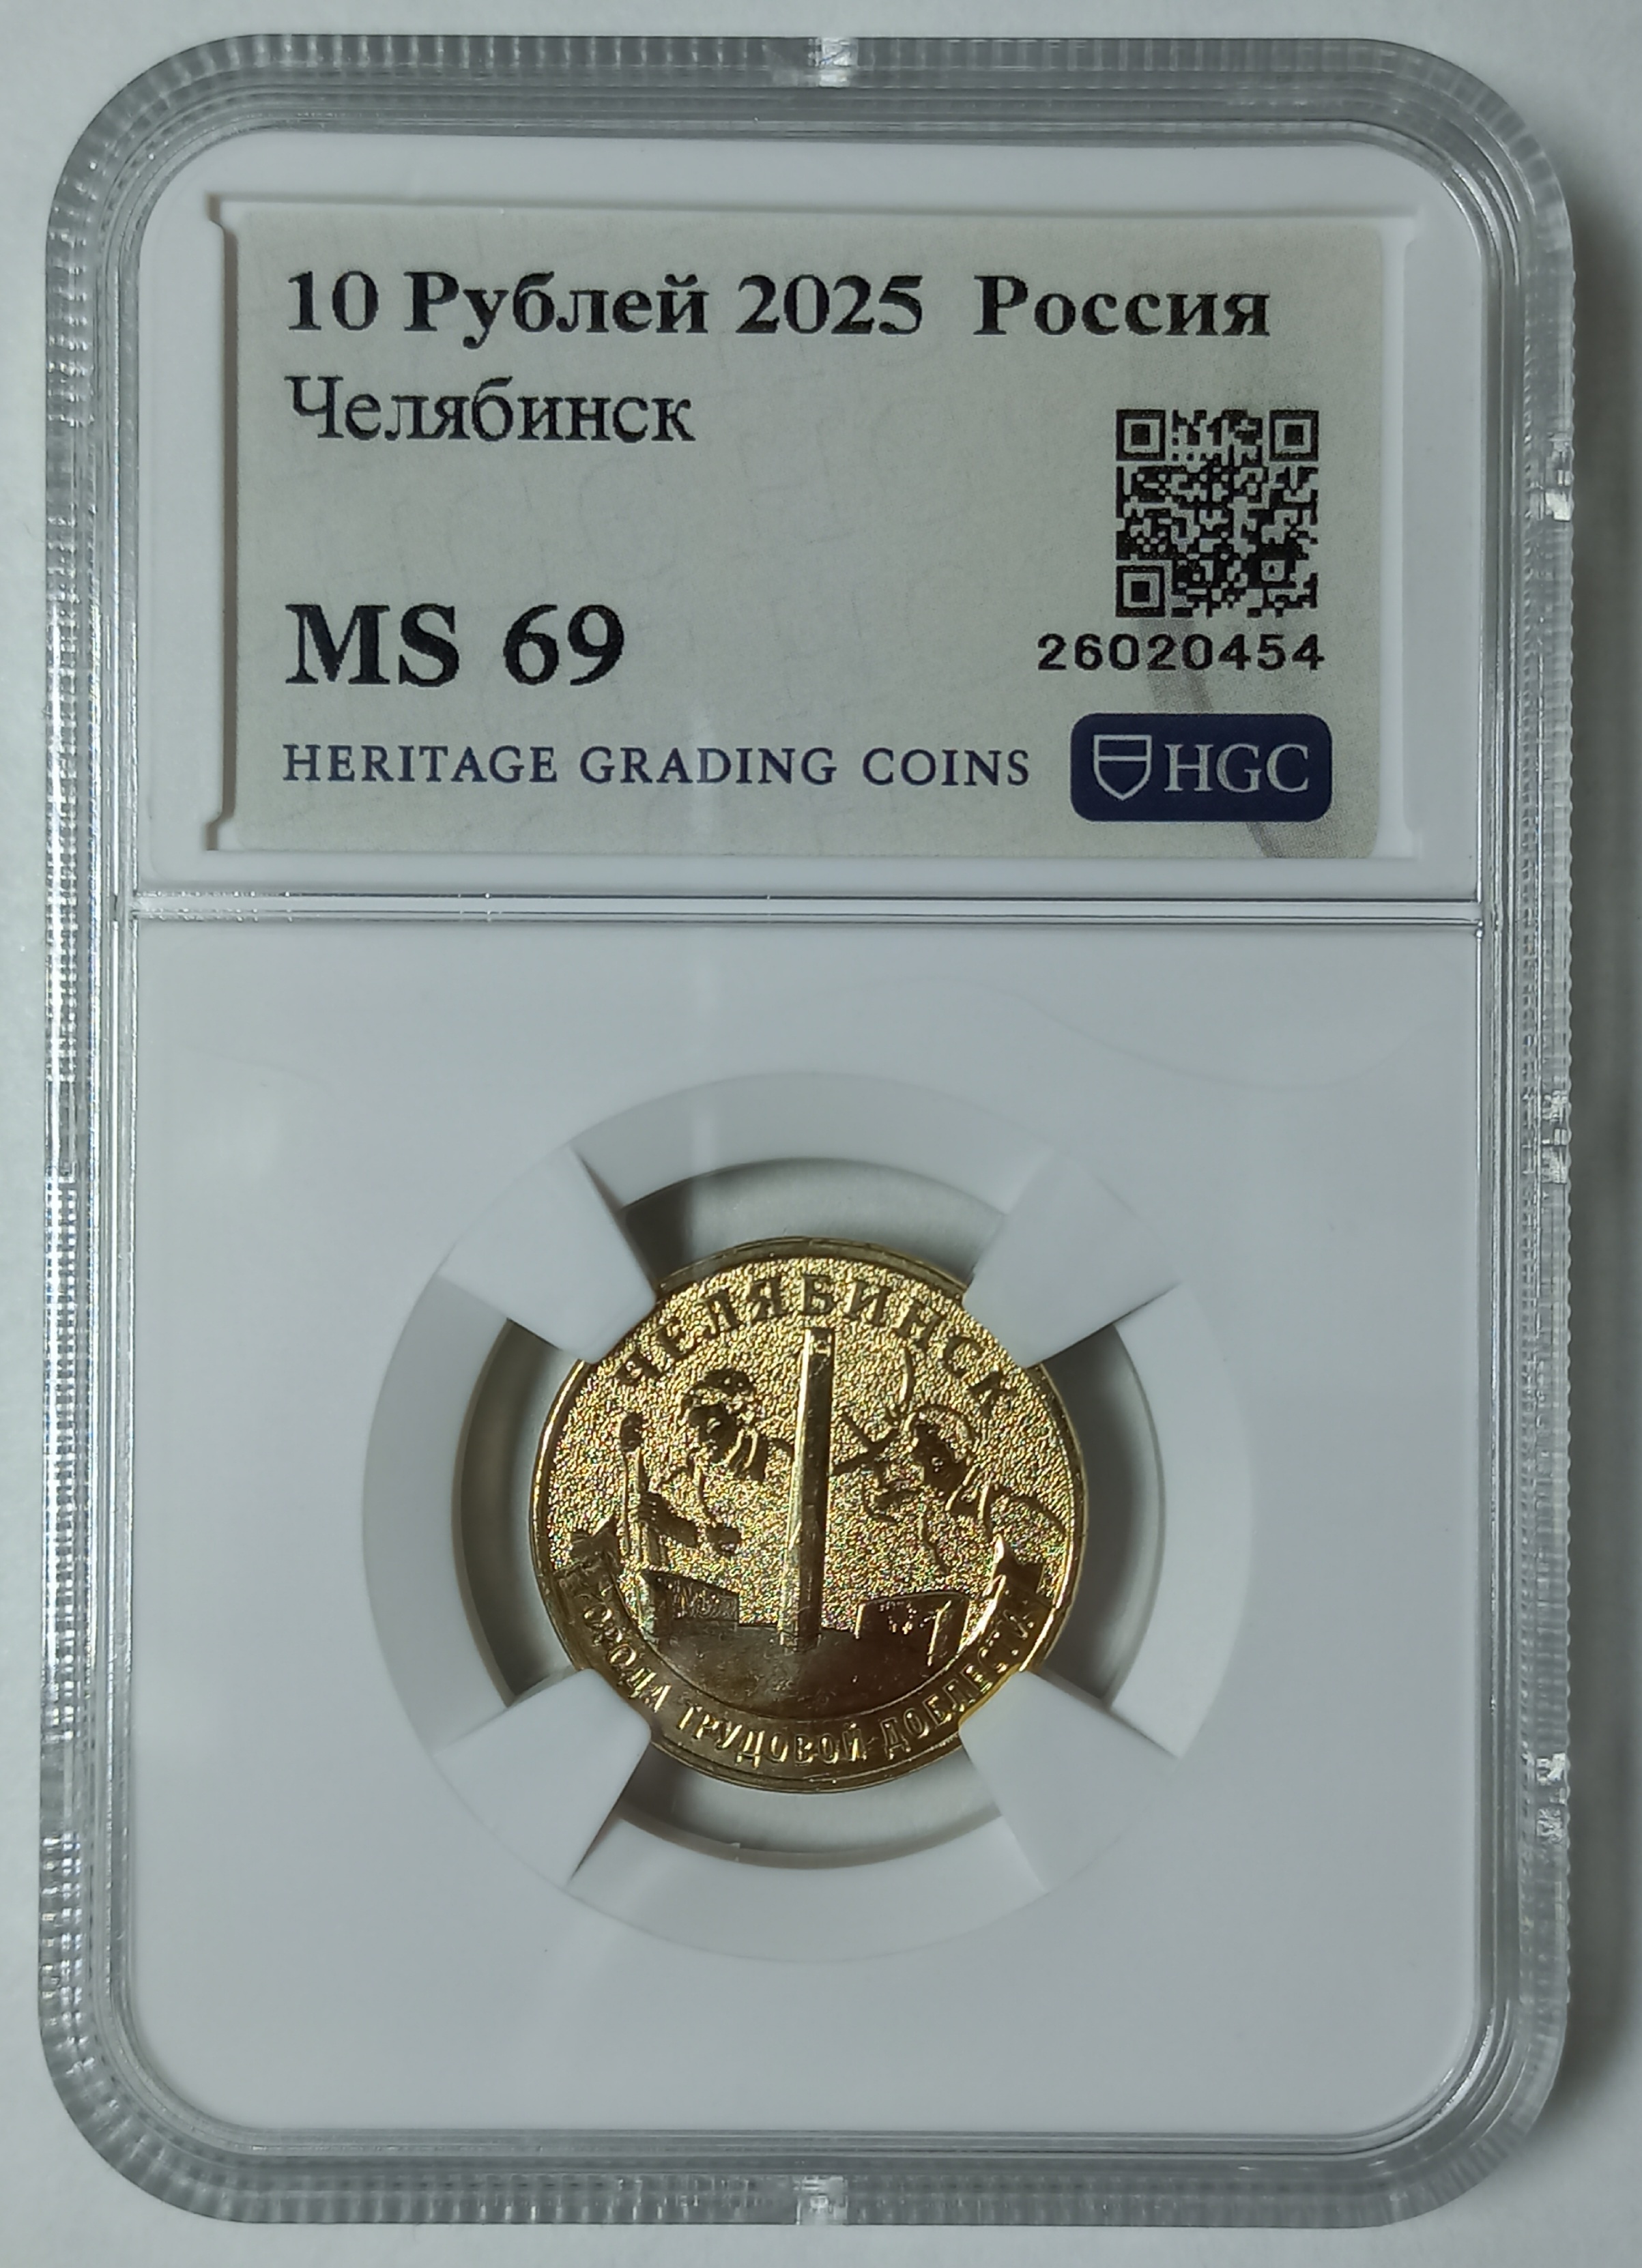 10 Рублей 2025 Россия
Челябинск
MS 69
26020454
HERITAGE GRADING COINS
HGC
ЧЕЛЯБИНСК
ГОРОДА ТРУДОВОЙ ДОБЛЕСТИ